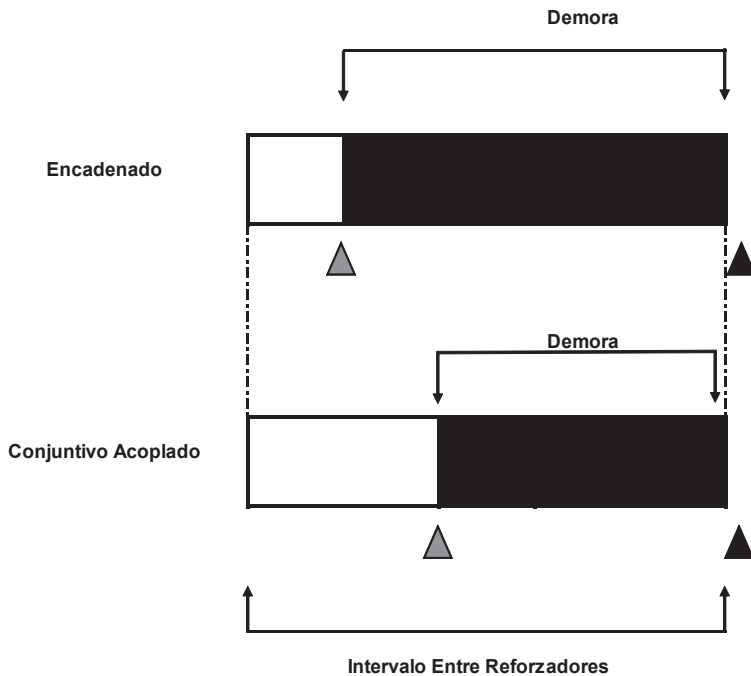 Demora
Encadenado
Demora
Conjuntivo Acoplado
Intervalo Entre Reforzadores